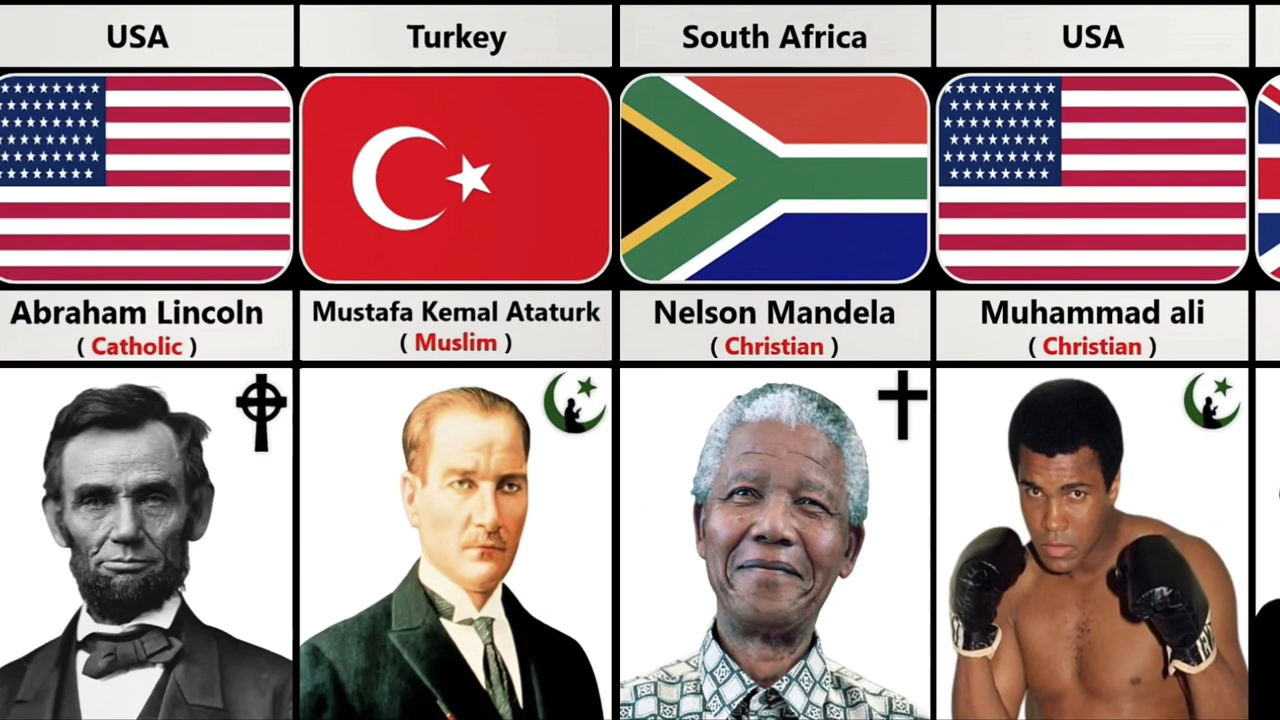 USA
Turkey
South Africa
USA
Abraham Lincoln
( Catholic )
Mustafa Kemal Ataturk
( Muslim )
Nelson Mandela
( Christian )
Muhammad ali
( Christian )